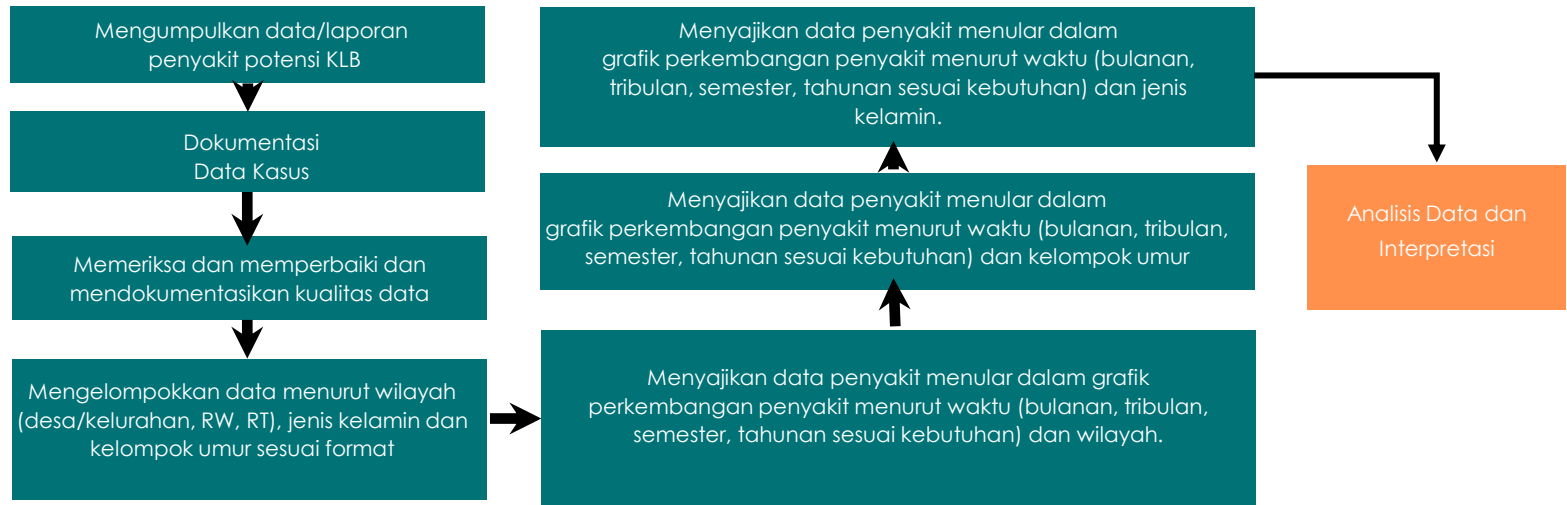 Mengumpulkan data/laporan
penyakit potensi KLB
Dokumentasi
Data Kasus
Memeriksa dan memperbaiki dan
mendokumentasikan kualitas data
Mengelompokkan data menurut wilayah
(desa/kelurahan, RW, RT), jenis kelamin dan
kelompok umur sesuai format
Menyajikan data penyakit menular dalam grafik
perkembangan penyakit menurut waktu (bulanan, tribulan,
semester, tahunan sesuai kebutuhan) dan wilayah.
Menyajikan data penyakit menular dalam
grafik perkembangan penyakit menurut waktu (bulanan, tribulan,
semester, tahunan sesuai kebutuhan) dan kelompok umur
Menyajikan data penyakit menular dalam
grafik perkembangan penyakit menurut waktu (bulanan,
tribulan, semester, tahunan sesuai kebutuhan) dan jenis
kelamin.
Analisis Data dan
Interpretasi